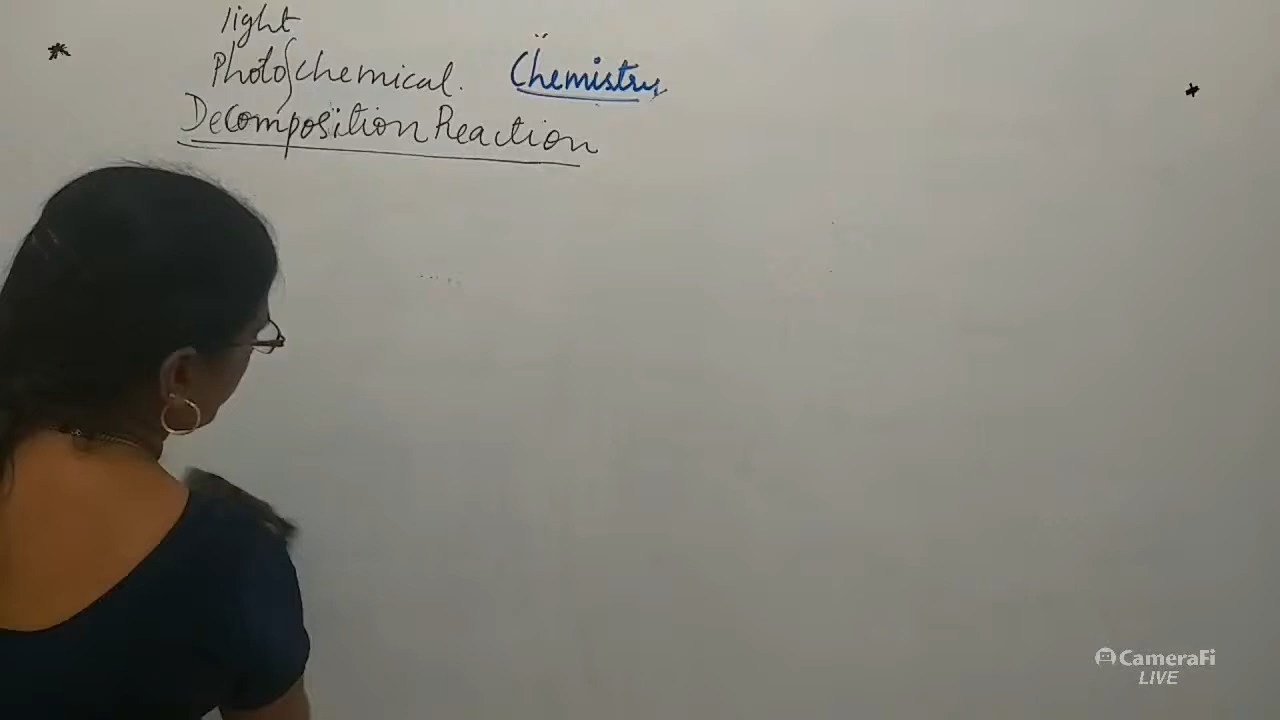 light
Photochemical. Chemistry
Decomposition Reaction
CameraFi
LIVE